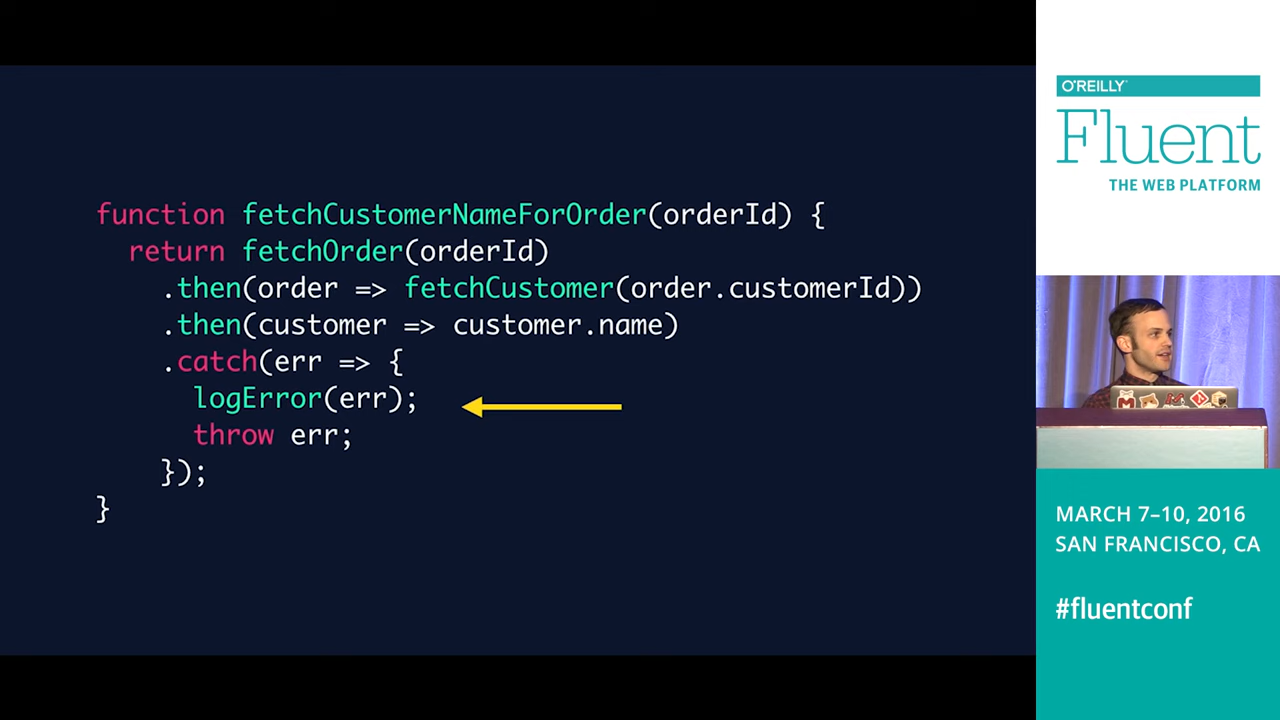 function fetchCustomerNameForOrder(orderId) {
return fetchOrder(orderId)
.then(order => fetchCustomer(order.customerId))
.then(customer => customer.name)
.catch(err => {
logError(err);
throw err;
});
}
O'REILLY
Fluent
THE WEB PLATFORM
MARCH 7–10, 2016
SAN FRANCISCO, CA
#fluentconf